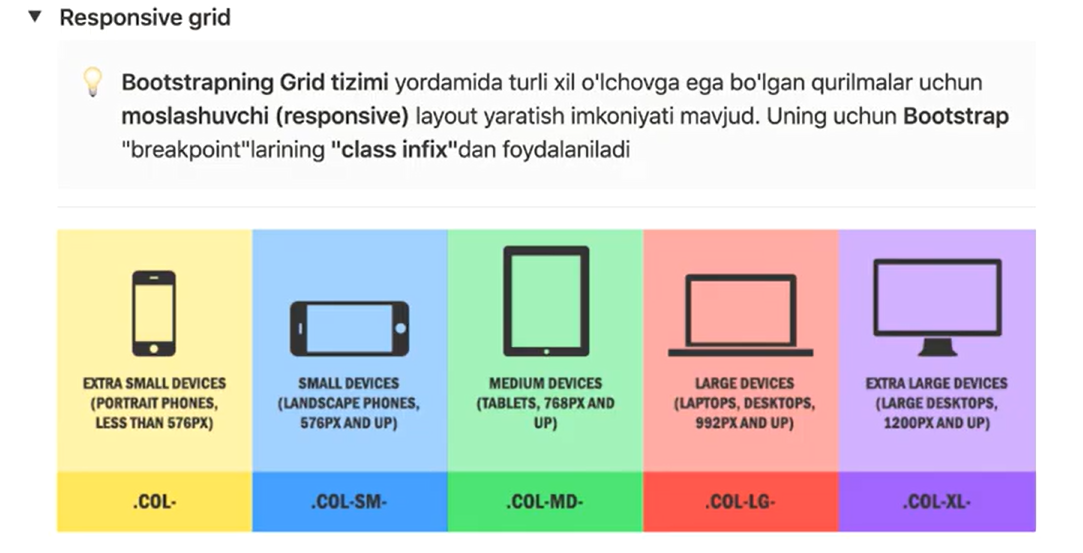 Responsive grid
Bootstrapning Grid tizimi yordamida turli xil o'lchovga ega bo'lgan qurilmalar uchun
moslashuvchi (responsive) layout yaratish imkoniyati mavjud. Uning uchun Bootstrap
"breakpoint"larining "class infix"dan foydalaniladi
EXTRA SMALL DEVICES
(PORTRAIT PHONES,
LESS THAN 576PX)
SMALL DEVICES
(LANDSCAPE PHONES,
576PX AND UP)
MEDIUM DEVICES
(TABLETS, 768PX AND
UP)
LARGE DEVICES
(LAPTOPS, DESKTOPS,
992PX AND UP)
EXTRA LARGE DEVICES
(LARGE DESKTOPS,
1200PX AND UP)
.COL-
.COL-SM-
.COL-MD-
.COL-LG-
.COL-XL-